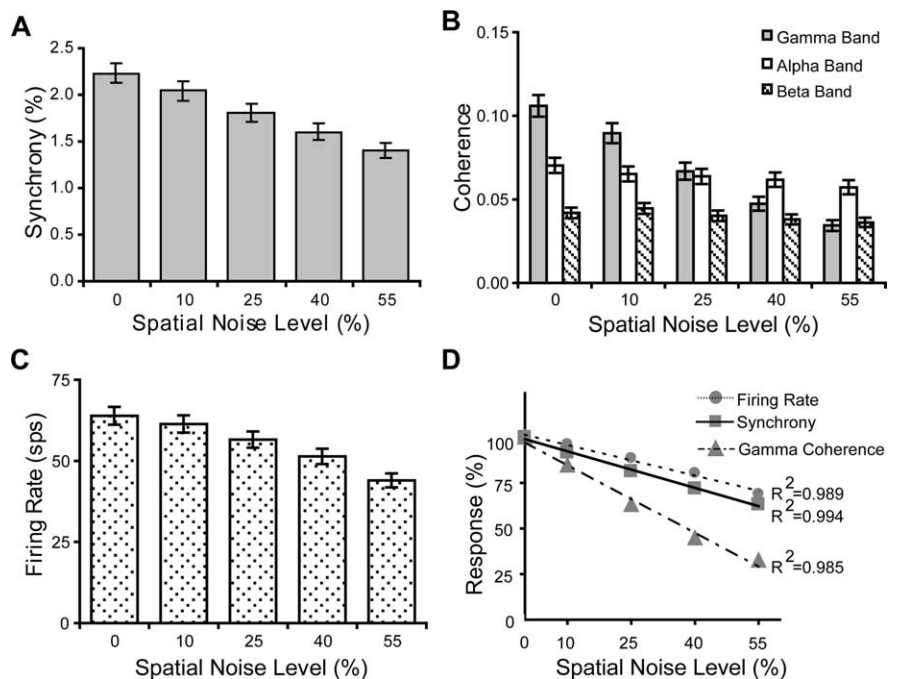 A
Synchrony (%)
2.5
2.0
1.5
1.0
0.5
0.0
0 10 25 40 55
Spatial Noise Level (%)
B
Coherence
0.15
0.10
0.05
0.00
Gamma Band
Alpha Band
Beta Band
0 10 25 40 55
Spatial Noise Level (%)
C
Firing Rate (sps)
75
50
25
0
0 10 25 40 55
Spatial Noise Level (%)
D
Response (%)
100
75
50
25
0
Firing Rate
Synchrony
Gamma Coherence
R2=0.989
R2=0.994
R2=0.985
0 10 25 40 55
Spatial Noise Level (%)